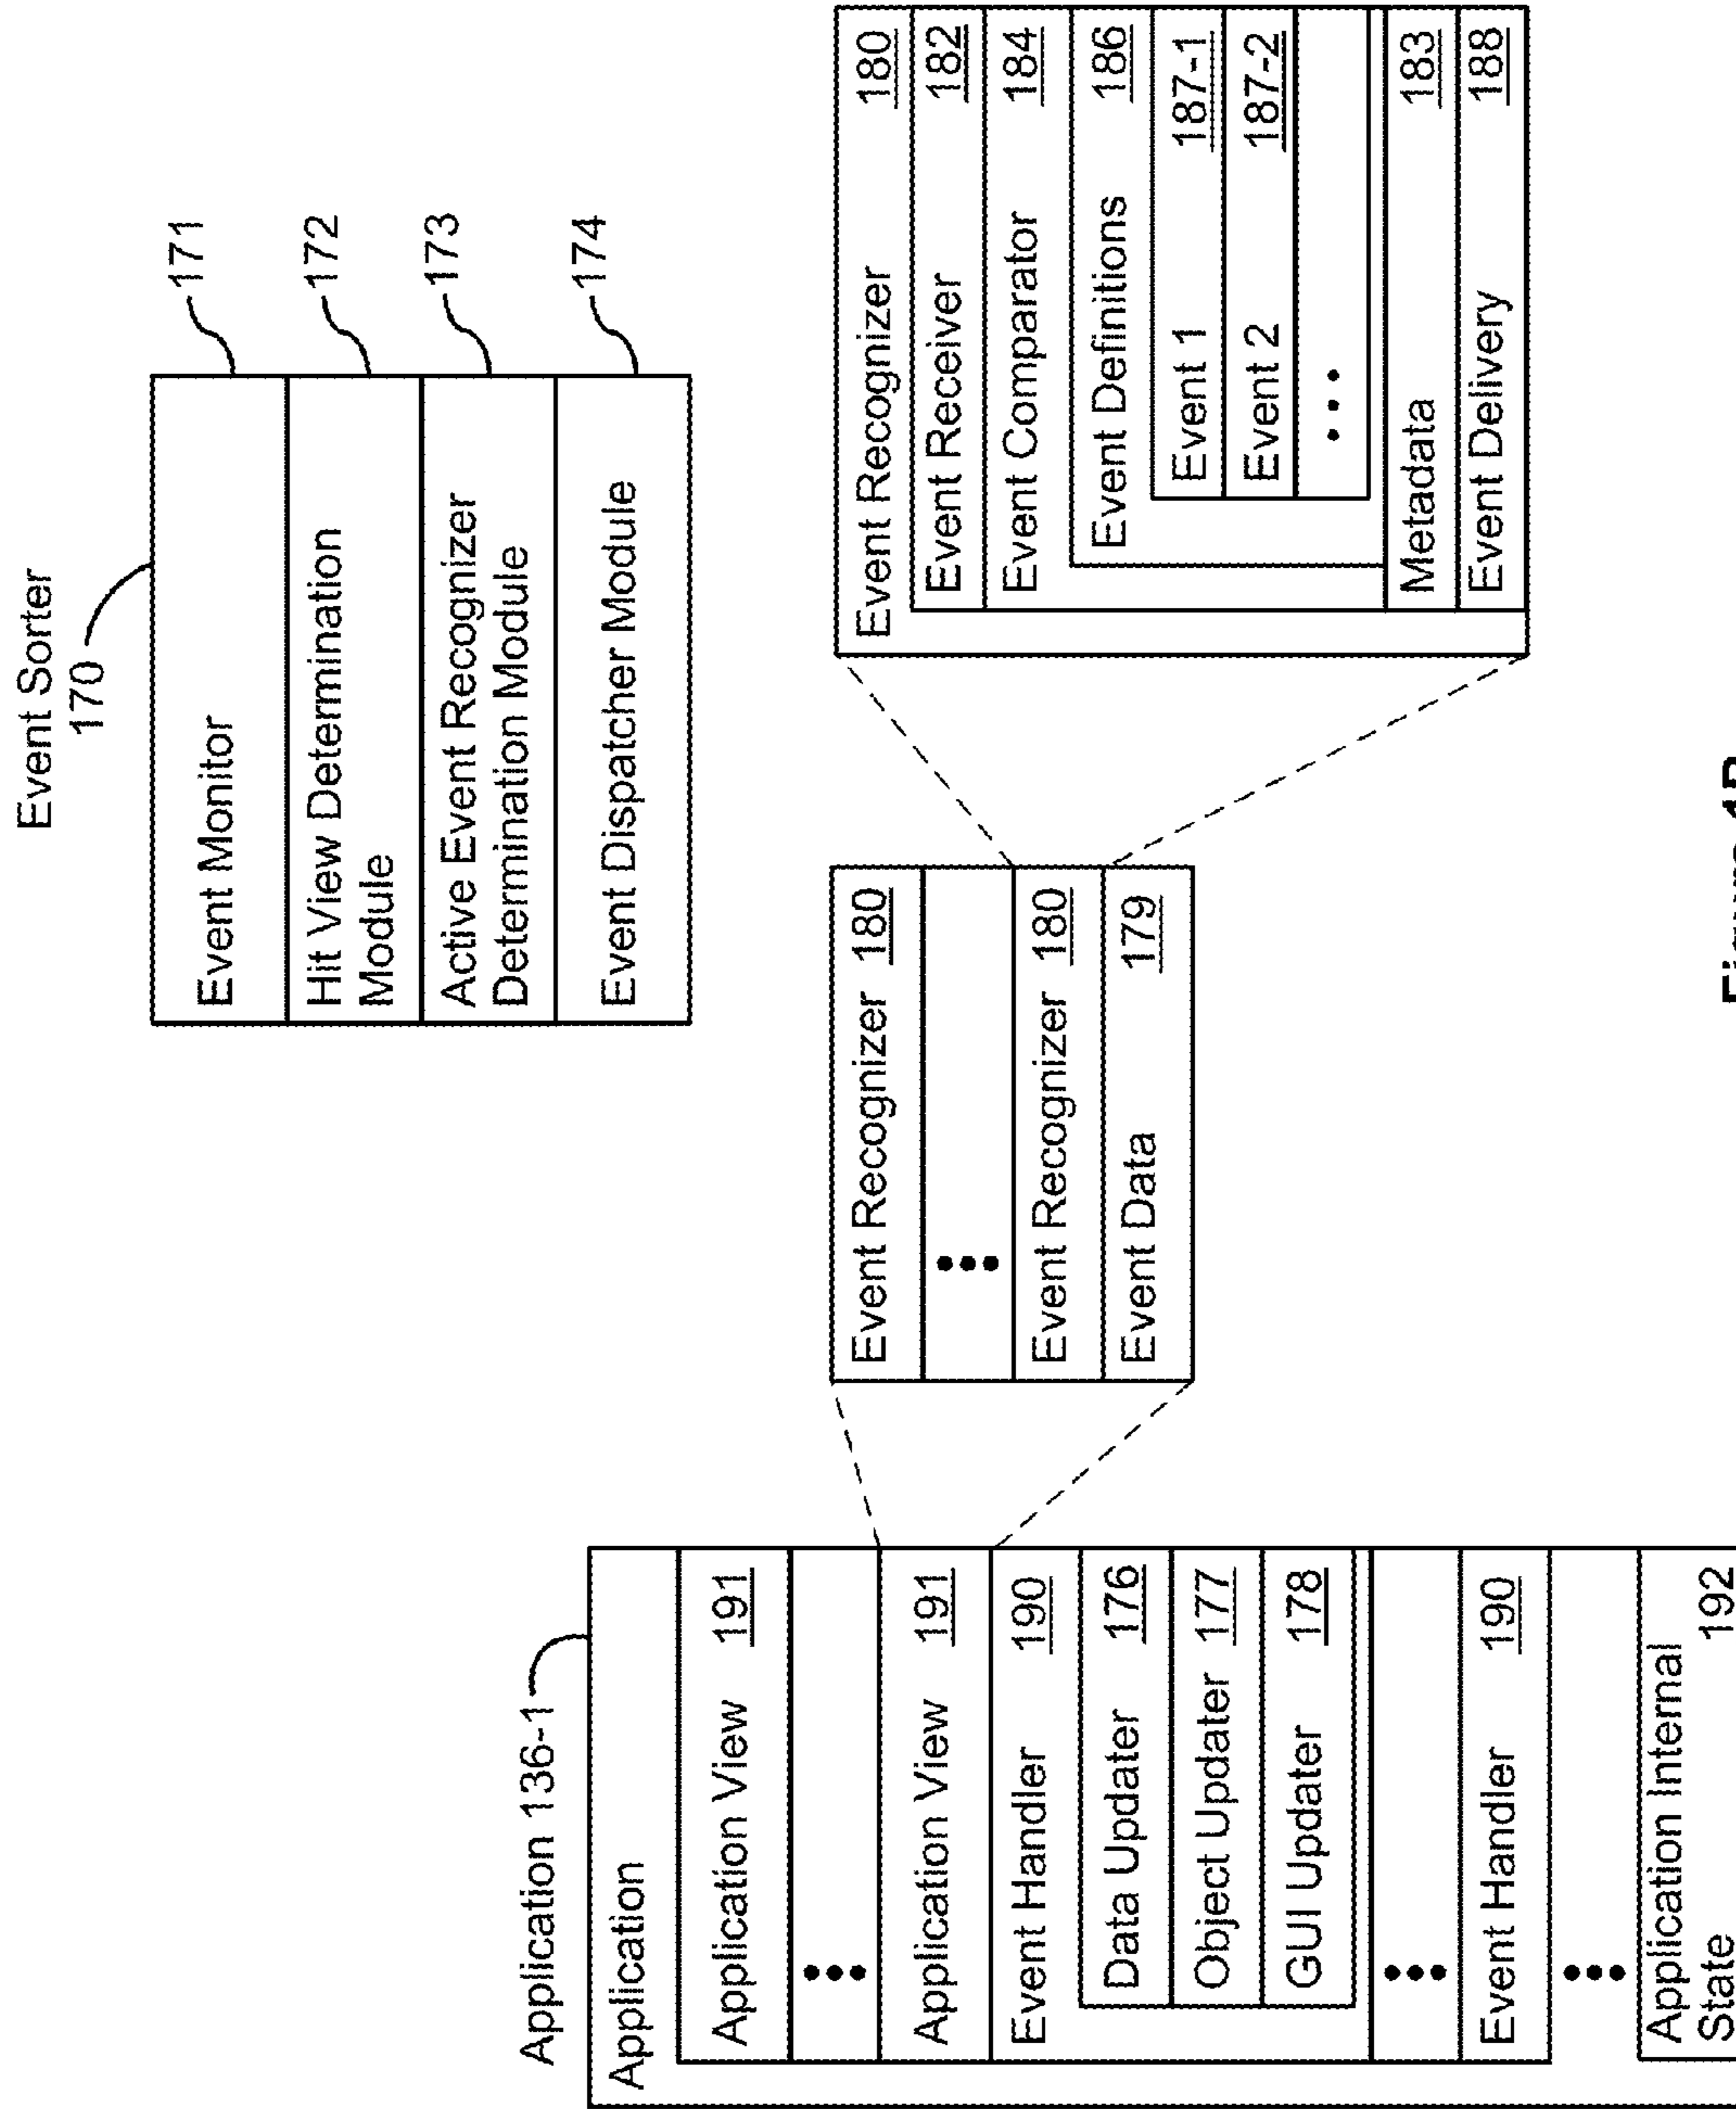 Event Sorter
170
Event Monitor
171
Hit View Determination
Module
172
Active Event Recognizer
Determination Module
173
Event Dispatcher Module
174
Application 136-1
Application
Application View 191
Application View 191
Event Handler 190
Data Updater 176
Object Updater 177
GUI Updater 178
Event Handler 190
Application Internal
State 192
Event Recognizer 180
Event Recognizer 180
Event Data 179
Event Recognizer 180
Event Receiver 182
Event Comparator 184
Event Definitions 186
Event 1 187-1
Event 2 187-2
Metadata 183
Event Delivery 188